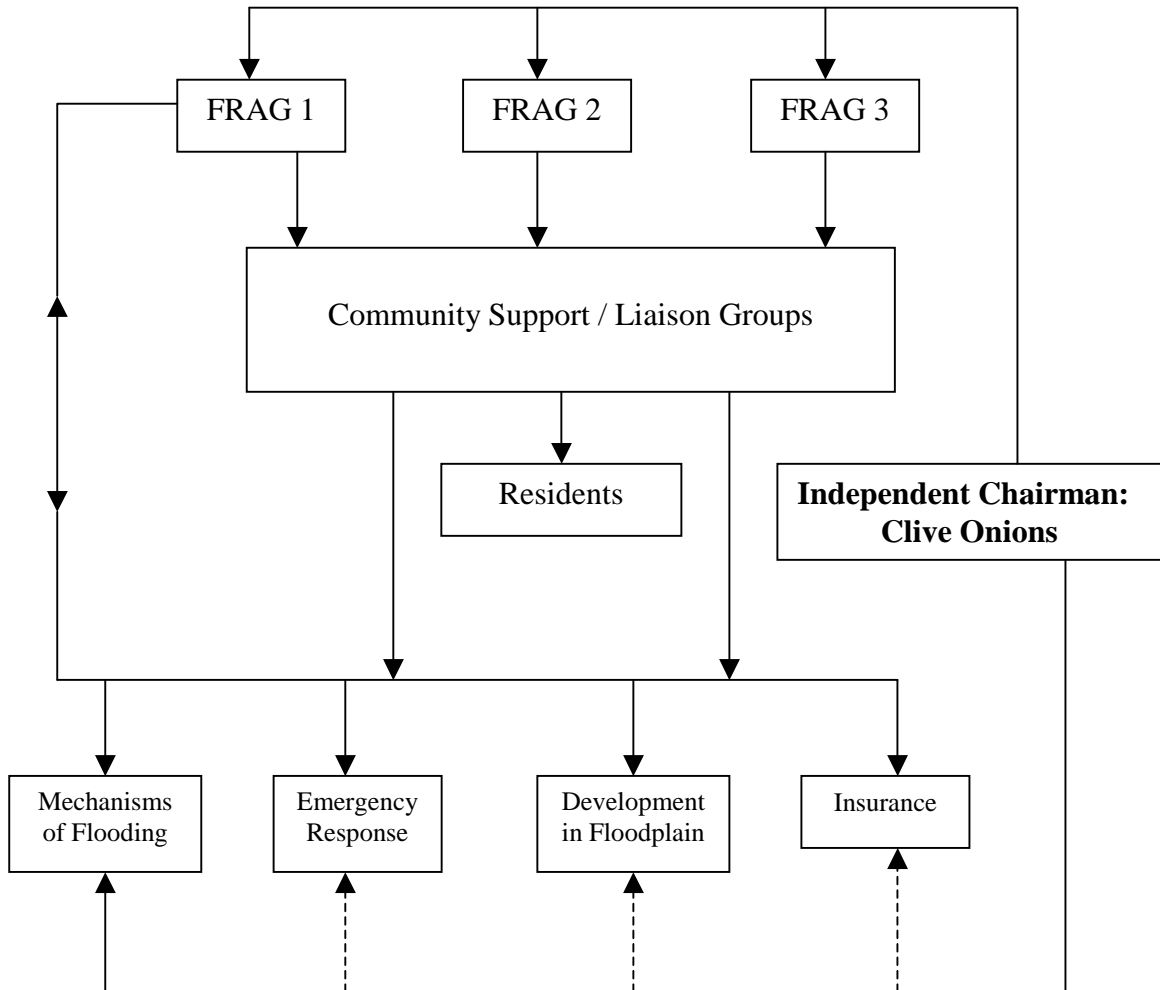 FRAG 1
FRAG 2
FRAG 3
Community Support / Liaison Groups
Residents
Independent Chairman:
Clive Onions
Mechanisms
of Flooding
Emergency
Response
Development
in Floodplain
Insurance